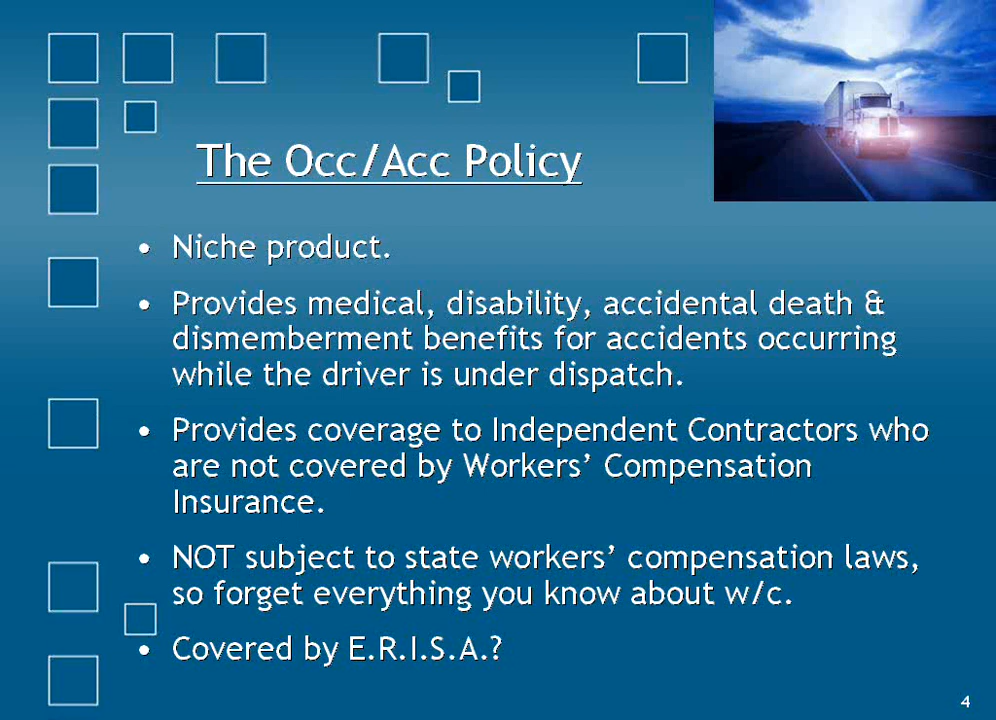 The Occ/Acc Policy
• Niche product.
• Provides medical, disability, accidental death &
dismemberment benefits for accidents occurring
while the driver is under dispatch.
• Provides coverage to Independent Contractors who
are not covered by Workers’ Compensation
Insurance.
• NOT subject to state workers’ compensation laws,
so forget everything you know about w/c.
• Covered by E.R.I.S.A.?
4